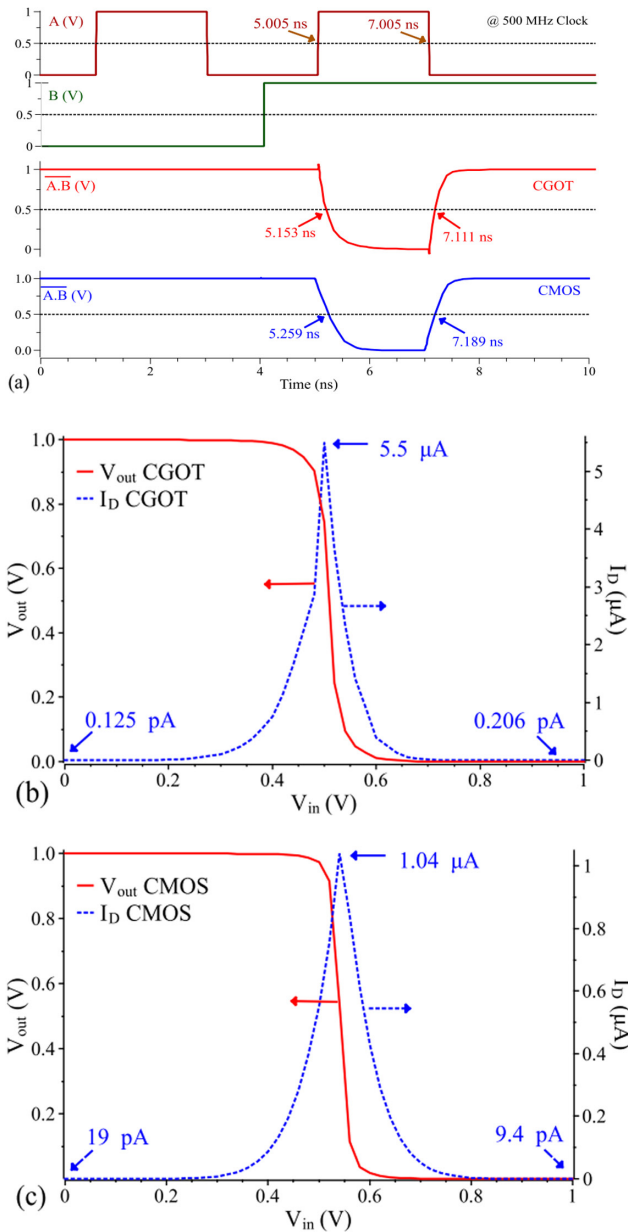 A (V)
5.005 ns
7.005 ns
@ 500 MHz Clock
1
0.5
0
B (V)
1
0.5
0
A.B (V)
CGOT
1
0.5
0
5.153 ns
7.111 ns
A.B (V)
CMOS
1.0
0.5
0.0
5.259 ns
7.189 ns
0 2 4 6 8 10
(a)
Time (ns)
1.0
0.8
0.6
0.4
0.2
0.0
V_out (V)
V_out CGOT
I_D CGOT
5.5 µA
5
4
3
2
1
0
I_D (µA)
0.125 pA
0.206 pA
0 0.2 0.4 0.6 0.8 1
(b)
V_in (V)
1.0
0.8
0.6
0.4
0.2
V_out (V)
V_out CMOS
I_D CMOS
1.04 µA
1
0.8
0.6
0.4
0.2
0
I_D (µA)
19 pA
9.4 pA
0 0.2 0.4 0.6 0.8 1
(c)
V_in (V)